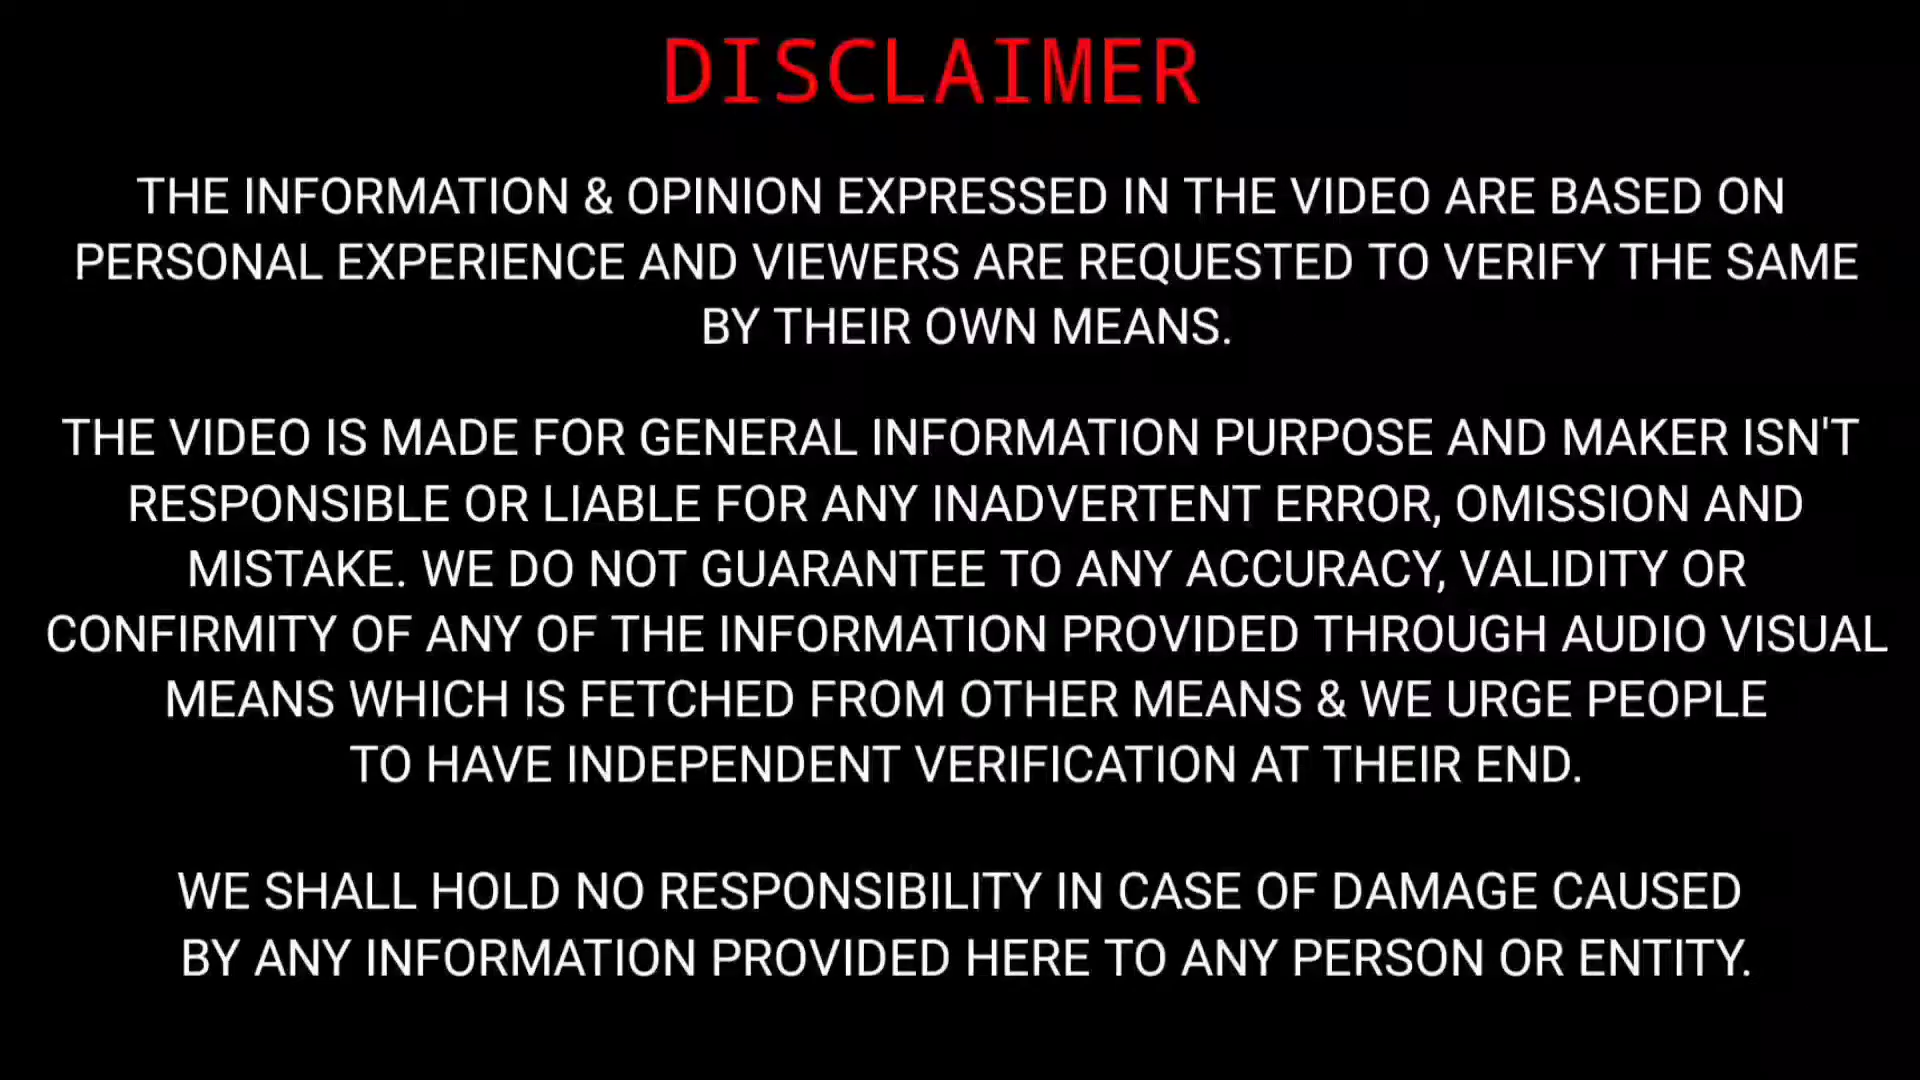 DISCLAIMER
THE INFORMATION & OPINION EXPRESSED IN THE VIDEO ARE BASED ON
PERSONAL EXPERIENCE AND VIEWERS ARE REQUESTED TO VERIFY THE SAME
BY THEIR OWN MEANS.
THE VIDEO IS MADE FOR GENERAL INFORMATION PURPOSE AND MAKER ISN'T
RESPONSIBLE OR LIABLE FOR ANY INADVERTENT ERROR, OMISSION AND
MISTAKE. WE DO NOT GUARANTEE TO ANY ACCURACY, VALIDITY OR
CONFIRMITY OF ANY OF THE INFORMATION PROVIDED THROUGH AUDIO VISUAL
MEANS WHICH IS FETCHED FROM OTHER MEANS & WE URGE PEOPLE
TO HAVE INDEPENDENT VERIFICATION AT THEIR END.
WE SHALL HOLD NO RESPONSIBILITY IN CASE OF DAMAGE CAUSED
BY ANY INFORMATION PROVIDED HERE TO ANY PERSON OR ENTITY.